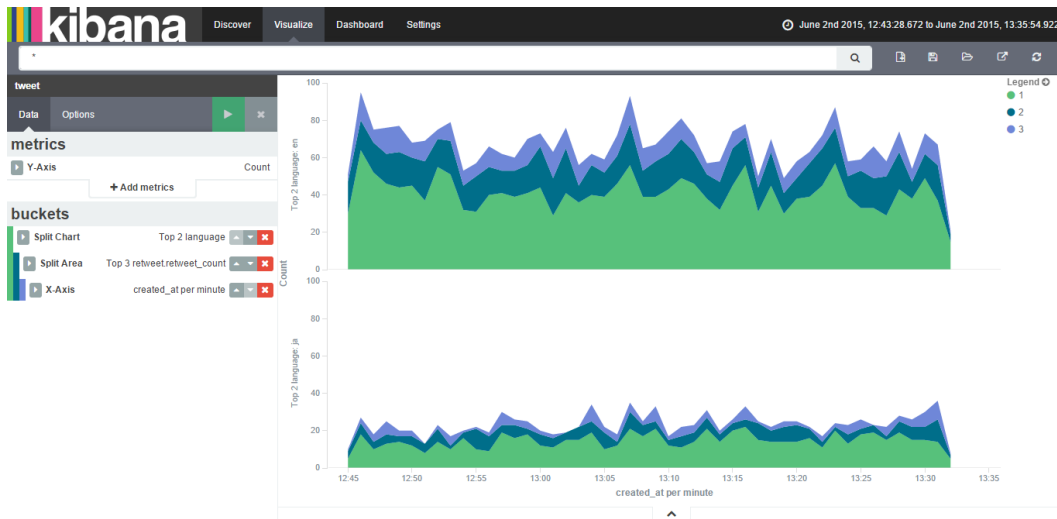 kibana Discover Visualize Dashboard Settings June 2nd 2015, 12:43:28.672 to June 2nd 2015, 13:35:54.922
*
tweet
Data Options
metrics
Y-Axis Count
+ Add metrics
buckets
Split Chart Top 2 language
Split Area Top 3 retweet.retweet_count
X-Axis created_at per minute
Legend
1
2
3
Count
Top 2 language: en
100
80
60
40
20
0
Top 2 language: ja
100
80
60
40
20
0
12:45 12:50 12:55 13:00 13:05 13:10 13:15 13:20 13:25 13:30 13:35
created_at per minute